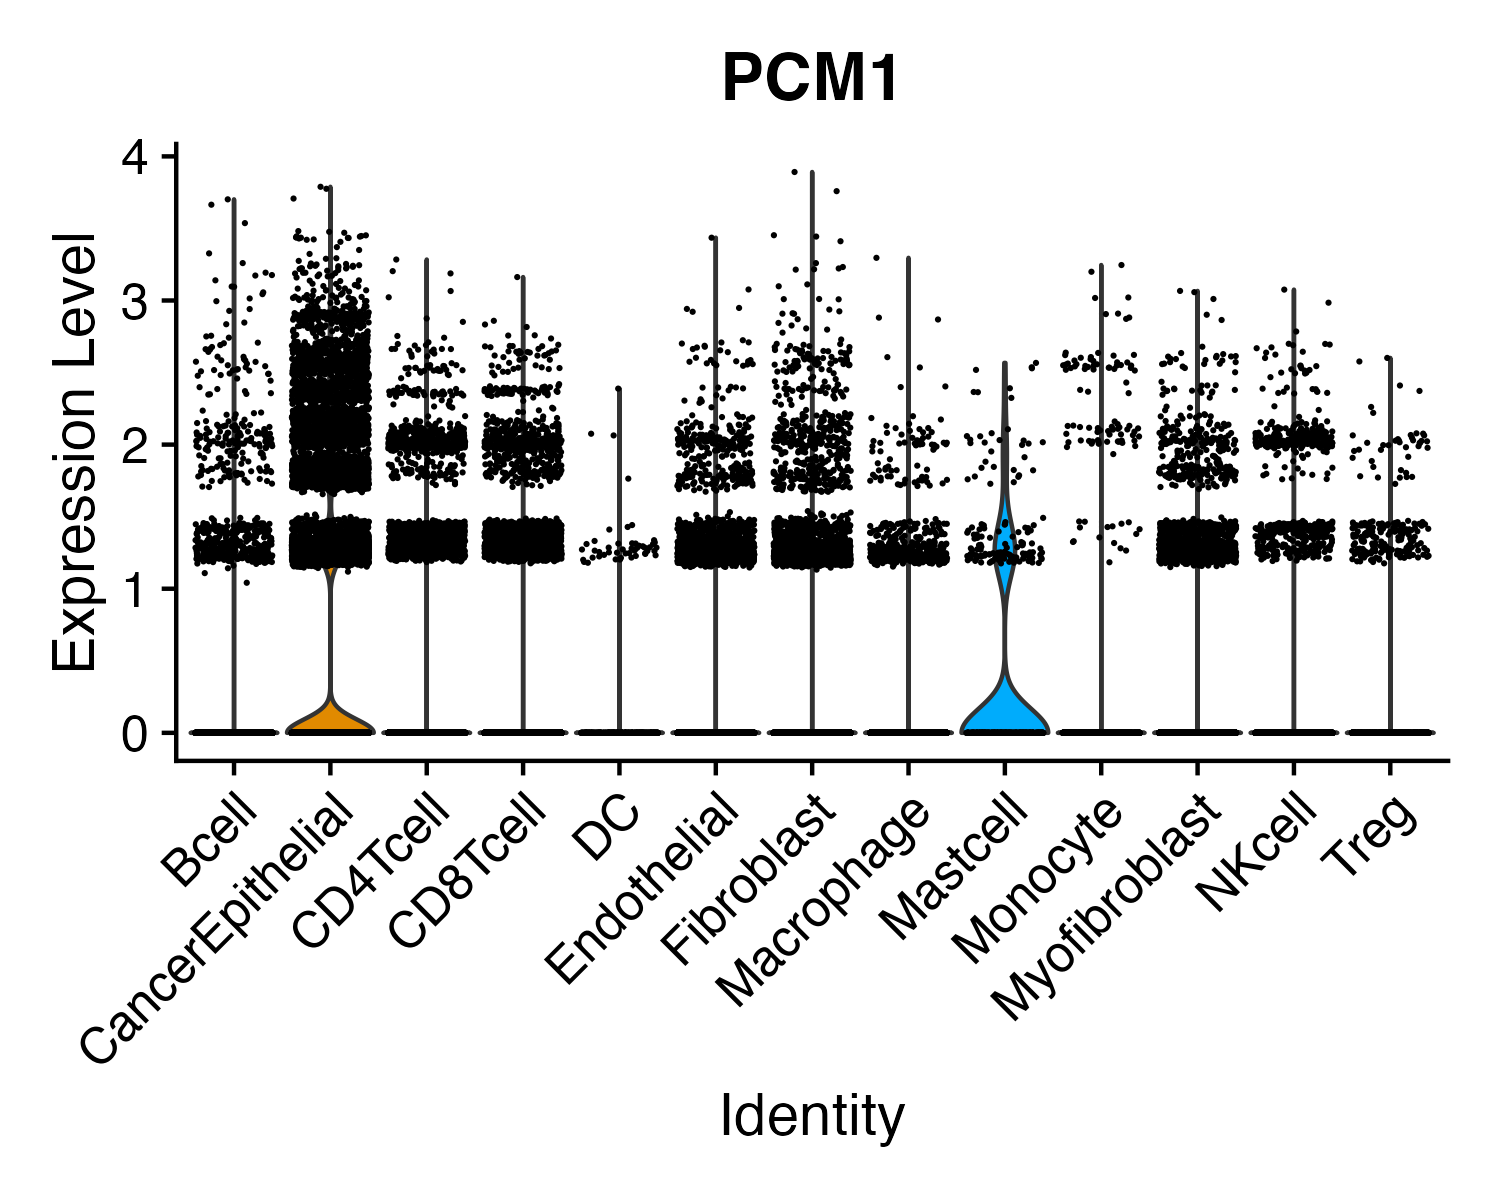 PCM1
Expression Level
4
3
2
1
0
Bcell
CancerEpithelial
CD4Tcell
CD8Tcell
DC
Endothelial
Fibroblast
Macrophage
Mastcell
Monocyte
Myofibroblast
NKcell
Treg
Identity